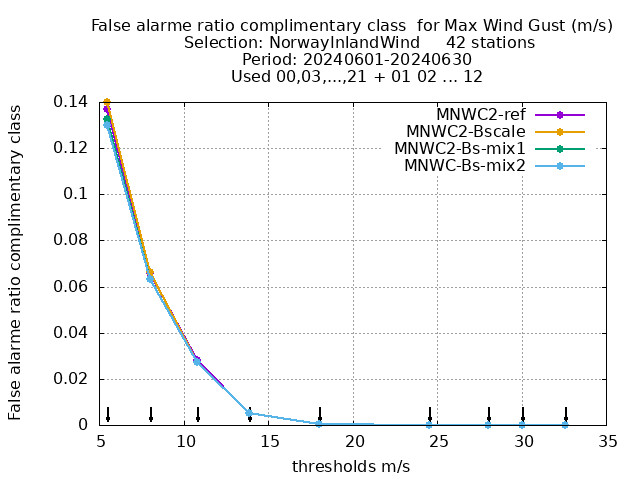 False alarme ratio complimentary class  for Max Wind Gust (m/s)
Selection: NorwayInlandWind     42 stations
Period: 20240601-20240630
Used 00,03,...,21 + 01 02 ... 12
False alarme ratio complimentary class
0.14
0.12
0.1
0.08
0.06
0.04
0.02
0
MNWC2-ref
MNWC2-Bscale
MNWC2-Bs-mix1
MNWC-Bs-mix2
5 10 15 20 25 30 35
thresholds m/s